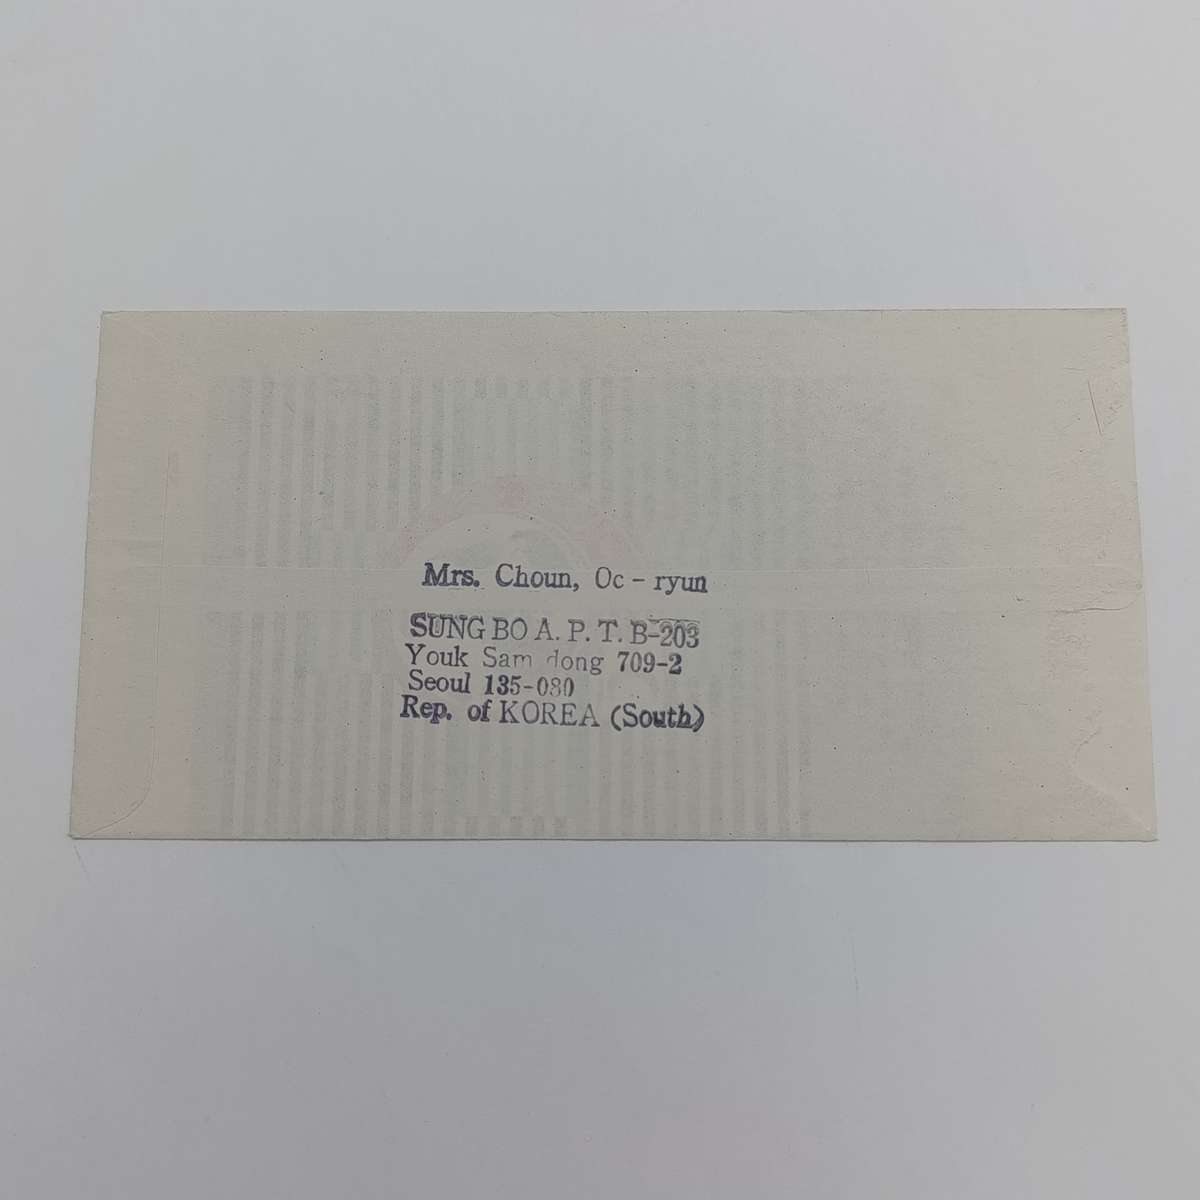 Mrs. Choun, Oc-ryun
SUNG BO A. P. T. B-203
Youk Sam dong 709-2
Seoul 135-080
Rep. of KOREA (South)